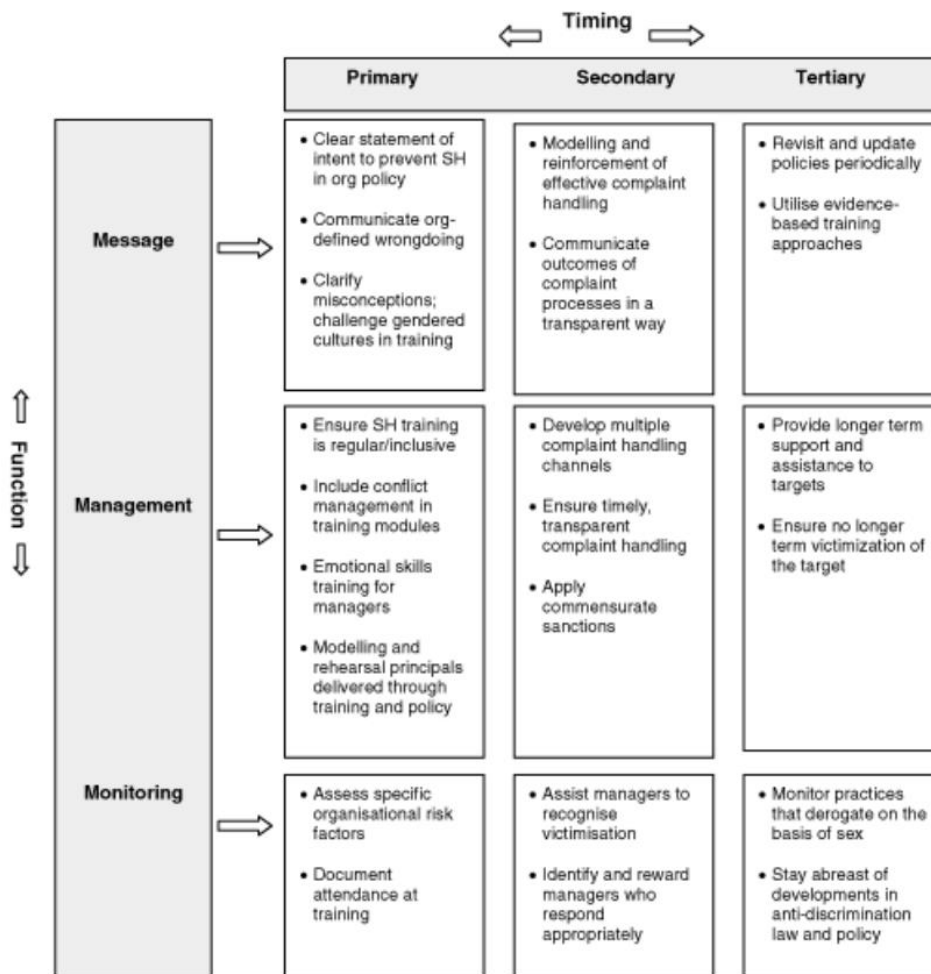 Timing
Primary
Secondary
Tertiary
Function
Message
• Clear statement of
intent to prevent SH
in org policy
• Communicate org-
defined wrongdoing
• Clarify
misconceptions;
challenge gendered
cultures in training
• Modelling and
reinforcement of
effective complaint
handling
• Communicate
outcomes of
complaint
processes in a
transparent way
• Revisit and update
policies periodically
• Utilise evidence-
based training
approaches
Management
• Ensure SH training
is regular/inclusive
• Include conflict
management in
training modules
• Emotional skills
training for
managers
• Modelling and
rehearsal principals
delivered through
training and policy
• Develop multiple
complaint handling
channels
• Ensure timely,
transparent
complaint handling
• Apply
commensurate
sanctions
• Provide longer term
support and
assistance to
targets
• Ensure no longer
term victimization of
the target
Monitoring
• Assess specific
organisational risk
factors
• Document
attendance at
training
• Assist managers to
recognise
victimisation
• Identify and reward
managers who
respond
appropriately
• Monitor practices
that derogate on the
basis of sex
• Stay abreast of
developments in
anti-discrimination
law and policy